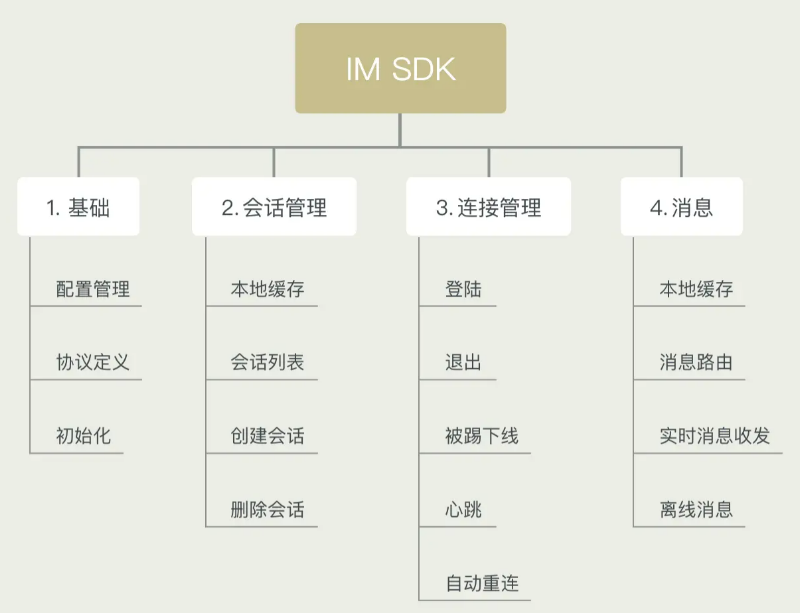 IM SDK
1. 基础
配置管理
协议定义
初始化
2.会话管理
本地缓存
会话列表
创建会话
删除会话
3.连接管理
登陆
退出
被踢下线
心跳
自动重连
4.消息
本地缓存
消息路由
实时消息收发
离线消息